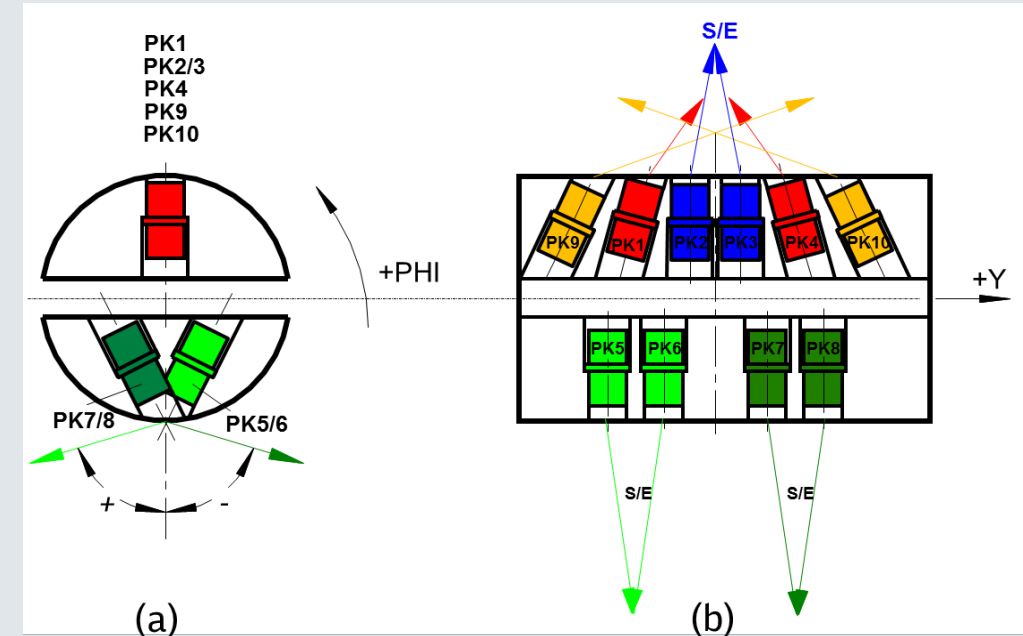 PK1
PK2/3
PK4
PK9
PK10
+PHI
PK7/8
PK5/6
+
-
(a)
S/E
PK9
PK1
PK2
PK3
PK4
PK10
+Y
PK5
PK6
PK7
PK8
S/E
S/E
(b)